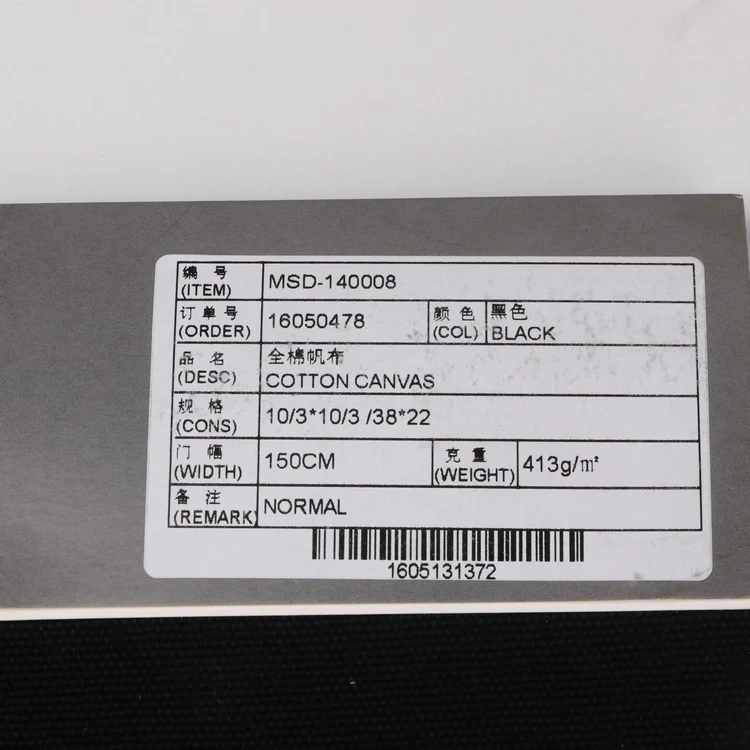 编 号
(ITEM)
MSD-140008
订 单 号
(ORDER)
16050478
颜 色
(COL)
黑色
BLACK
品 名
(DESC)
全棉帆布
COTTON CANVAS
规 格
(CONS)
10/3*10/3 /38*22
门 幅
(WIDTH)
150CM
克 重
(WEIGHT)
413g/㎡
备 注
(REMARK)
NORMAL
1605131372